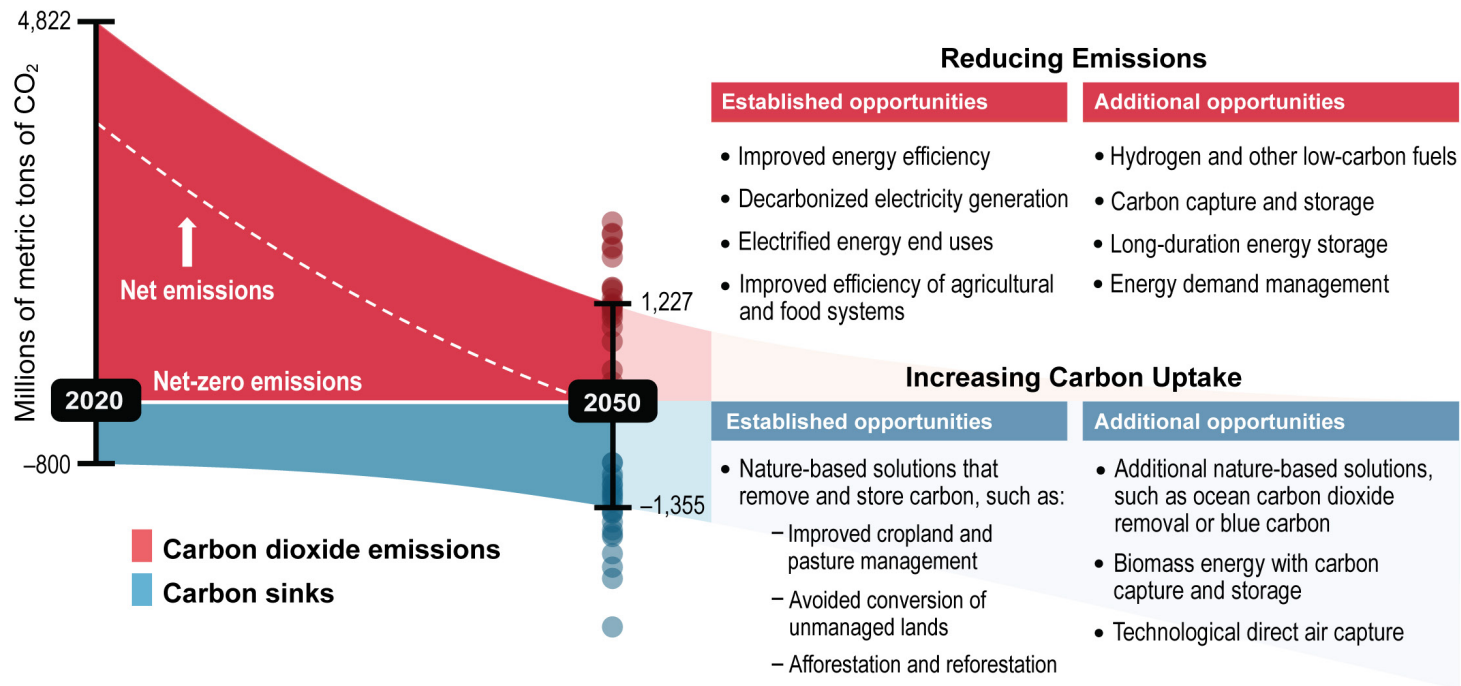 4,822
Millions of metric tons of CO₂
Net emissions
Net-zero emissions
2020
2050
–800
1,227
–1,355
Carbon dioxide emissions
Carbon sinks
Reducing Emissions
Established opportunities
• Improved energy efficiency
• Decarbonized electricity generation
• Electrified energy end uses
• Improved efficiency of agricultural
and food systems
Additional opportunities
• Hydrogen and other low-carbon fuels
• Carbon capture and storage
• Long-duration energy storage
• Energy demand management
Increasing Carbon Uptake
Established opportunities
• Nature-based solutions that
remove and store carbon, such as:
– Improved cropland and
pasture management
– Avoided conversion of
unmanaged lands
– Afforestation and reforestation
Additional opportunities
• Additional nature-based solutions,
such as ocean carbon dioxide
removal or blue carbon
• Biomass energy with carbon
capture and storage
• Technological direct air capture